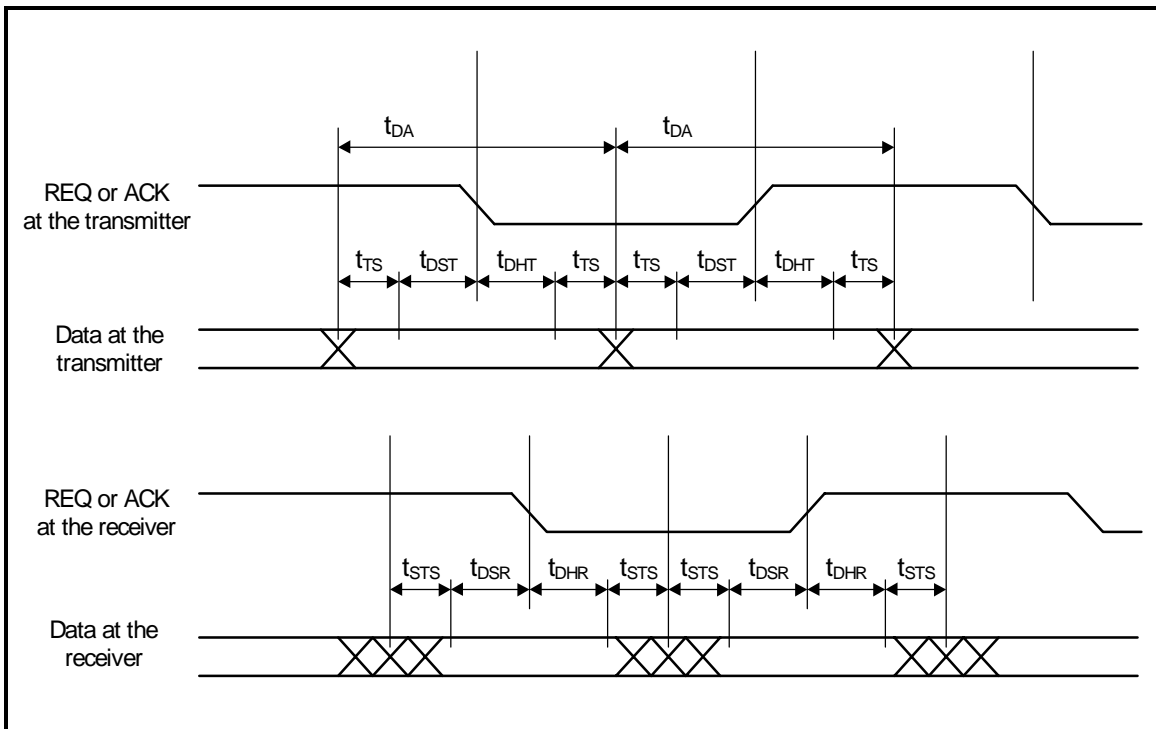 tDA tDA
REQ or ACK
at the transmitter
tTS tDST tDHT tTS tTS tDST tDHT tTS
Data at the
transmitter
REQ or ACK
at the receiver
tSTS tDSR tDHR tSTS tSTS tDSR tDHR tSTS
Data at the
receiver